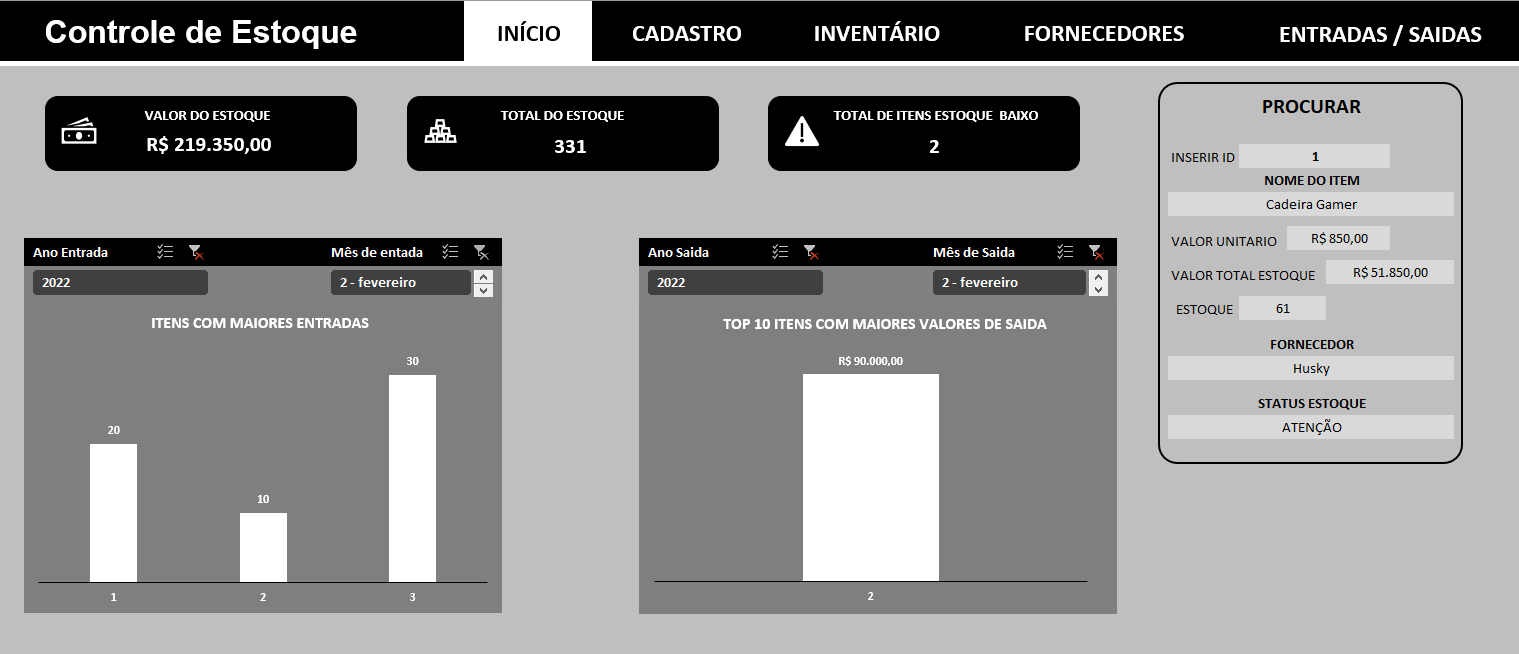 Controle de Estoque
INÍCIO
CADASTRO
INVENTÁRIO
FORNECEDORES
ENTRADAS / SAIDAS
VALOR DO ESTOQUE
R$ 219.350,00
TOTAL DO ESTOQUE
331
TOTAL DE ITENS ESTOQUE BAIXO
2
Ano Entrada
Mês de entada
2022
2 - fevereiro
ITENS COM MAIORES ENTRADAS
20
10
30
1
2
3
Ano Saida
Mês de Saida
2022
2 - fevereiro
TOP 10 ITENS COM MAIORES VALORES DE SAIDA
R$ 90.000,00
2
PROCURAR
INSERIR ID 1
NOME DO ITEM
Cadeira Gamer
VALOR UNITARIO R$ 850,00
VALOR TOTAL ESTOQUE R$ 51.850,00
ESTOQUE 61
FORNECEDOR
Husky
STATUS ESTOQUE
ATENÇÃO